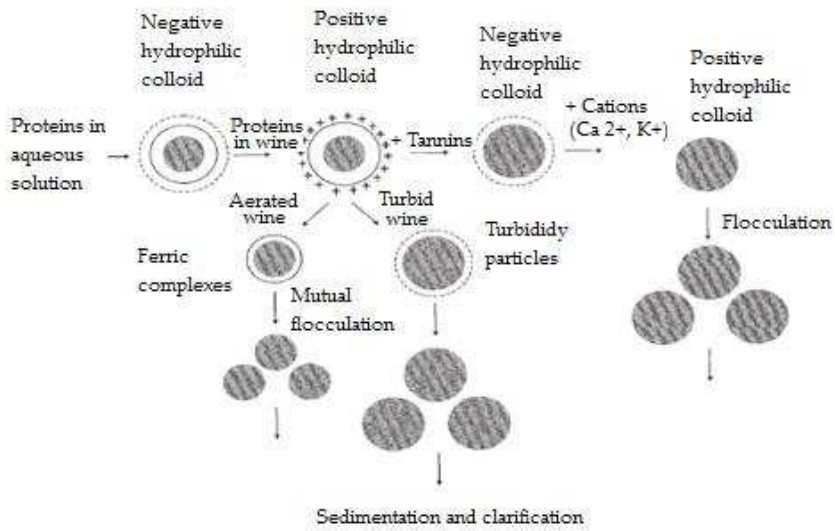 Negative
hydrophilic
colloid
Positive
hydrophilic
colloid
Negative
hydrophilic
colloid
Positive
hydrophilic
colloid
Proteins in
aqueous
solution
Proteins
in wine
+ Tannins
+ Cations
(Ca 2+, K+)
Aerated
wine
Turbid
wine
Ferric
complexes
Turbididy
particles
Flocculation
Mutual
flocculation
Sedimentation and clarification